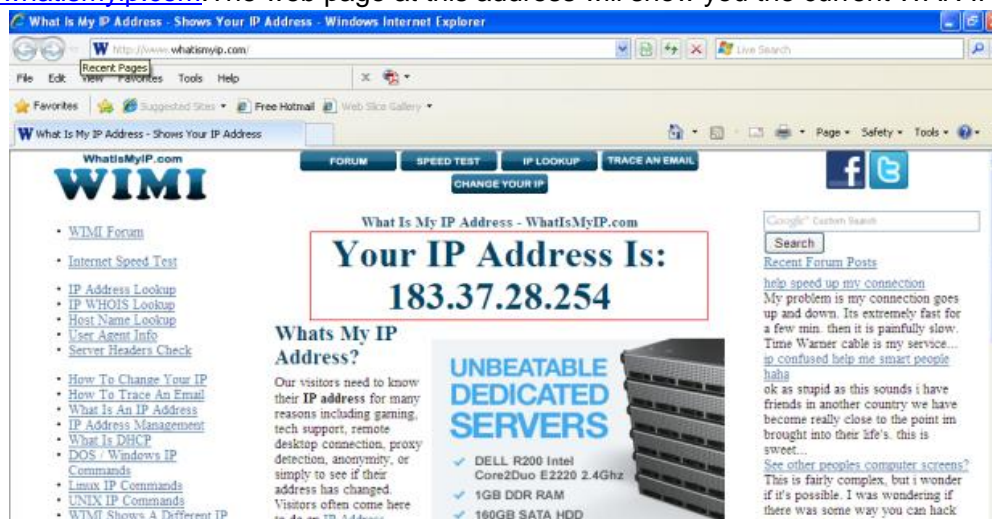 whatismyip.com. The web page at this address will show you the current WAN IP
What Is My IP Address - Shows Your IP Address - Windows Internet Explorer
http://www.whatismyip.com/
Live Search
Recent Pages
File Edit View Favorites Tools Help
Favorites Suggested Sites Free Hotmail Web Slice Gallery
What Is My IP Address - Shows Your IP Address
Page Safety Tools
WhatIsMyIP.com
WIMI
FORUM SPEED TEST IP LOOKUP TRACE AN EMAIL
CHANGE YOUR IP
WIMI Forum
Internet Speed Test
IP Address Lookup
IP WHOIS Lookup
Host Name Lookup
User Agent Info
Server Headers Check
How To Change Your IP
How To Trace An Email
What Is An IP Address
IP Address Management
What Is DHCP
DOS / Windows IP
Commands
Linux IP Commands
UNIX IP Commands
WIMI Shows A Different IP
What Is My IP Address - WhatIsMyIP.com
Your IP Address Is:
183.37.28.254
Whats My IP
Address?
Our visitors need to know
their IP address for many
reasons including gaming,
tech support, remote
desktop connection, proxy
detection, anonymity, or
simply to see if their
address has changed.
Visitors often come here
to do an IP Address
UNBEATABLE
DEDICATED
SERVERS
DELL R200 Intel
Core2Duo E2220 2.4Ghz
1GB DDR RAM
160GB SATA HDD
Google Custom Search
Search
Recent Forum Posts
help speed up my connection
My problem is my connection goes
up and down. Its extremely fast for
a few min. then it is painfully slow.
Time Warner cable is my service...
ip confused help me smart people
haha
ok as stupid as this sounds i have
friends in another country we have
become really close to the point im
brought into their life's. this is
sweet...
See other peoples computer screens?
This is fairly complex, but i wonder
if it's possible. I was wondering if
there was some way you can hack